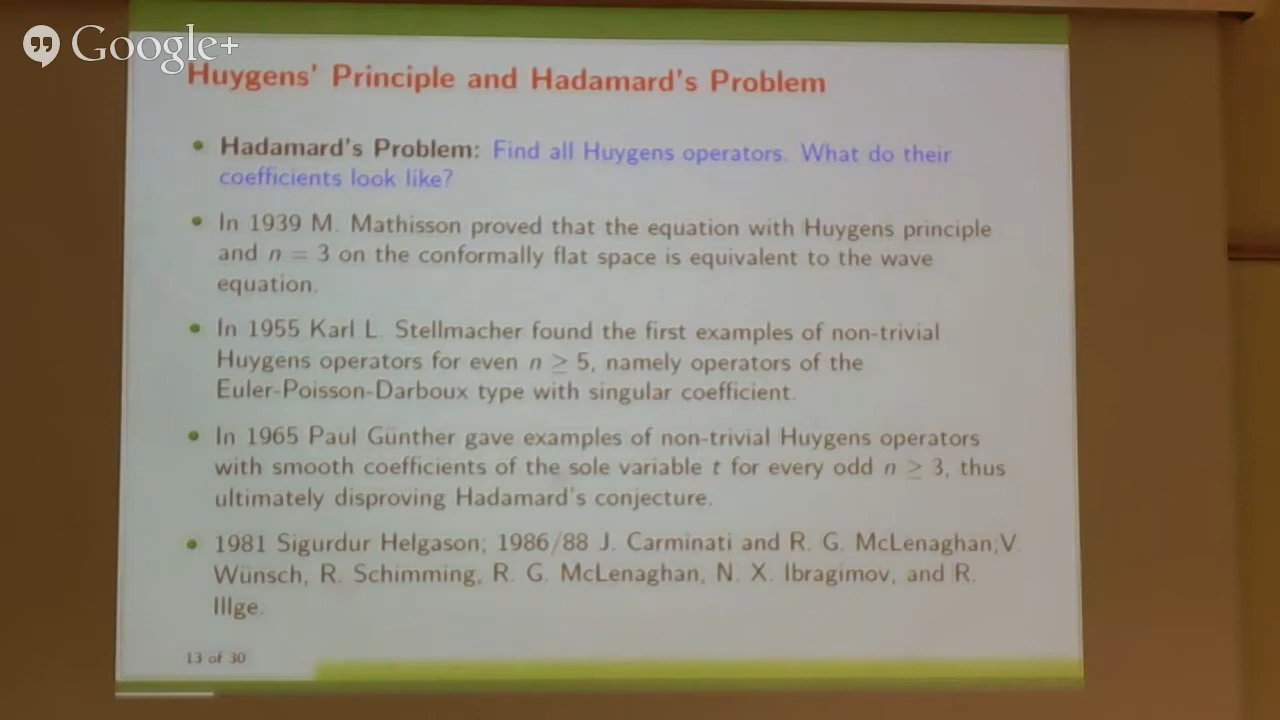 Google+
Huygens' Principle and Hadamard's Problem
• Hadamard's Problem: Find all Huygens operators. What do their
coefficients look like?
• In 1939 M. Mathisson proved that the equation with Huygens principle
and n = 3 on the conformally flat space is equivalent to the wave
equation.
• In 1955 Karl L. Stellmacher found the first examples of non-trivial
Huygens operators for even n ≥ 5, namely operators of the
Euler-Poisson-Darboux type with singular coefficient.
• In 1965 Paul Günther gave examples of non-trivial Huygens operators
with smooth coefficients of the sole variable t for every odd n ≥ 3, thus
ultimately disproving Hadamard's conjecture.
• 1981 Sigurdur Helgason; 1986/88 J. Carminati and R. G. McLenaghan;V.
Wünsch, R. Schimming, R. G. McLenaghan, N. X. Ibragimov, and R.
Illge.
13 of 30